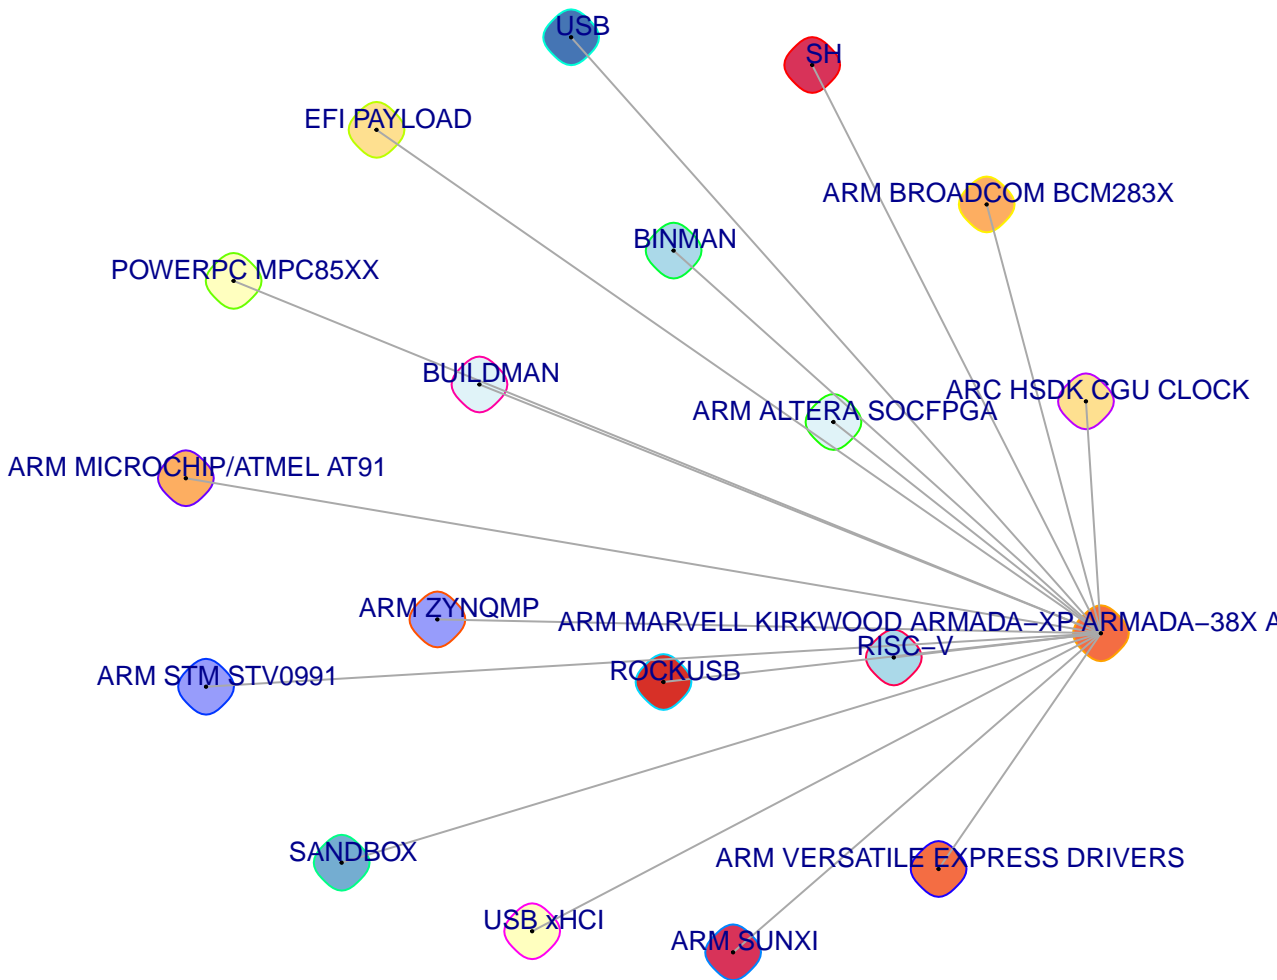 USB
SH
EFI PAYLOAD
ARM BROADCOM BCM283X
BINMAN
POWERPC MPC85XX
BUILDMAN
ARC HSDK CGU CLOCK
ARM ALTERA SOCFPGA
ARM MICROCHIP/ATMEL AT91
ARM ZYNQMP
ARM MARVELL KIRKWOOD ARMADA−XP ARMADA−38X A
RISC−V
ROCKUSB
ARM STM STV0991
SANDBOX
ARM VERSATILE EXPRESS DRIVERS
USB xHCI
ARM SUNXI